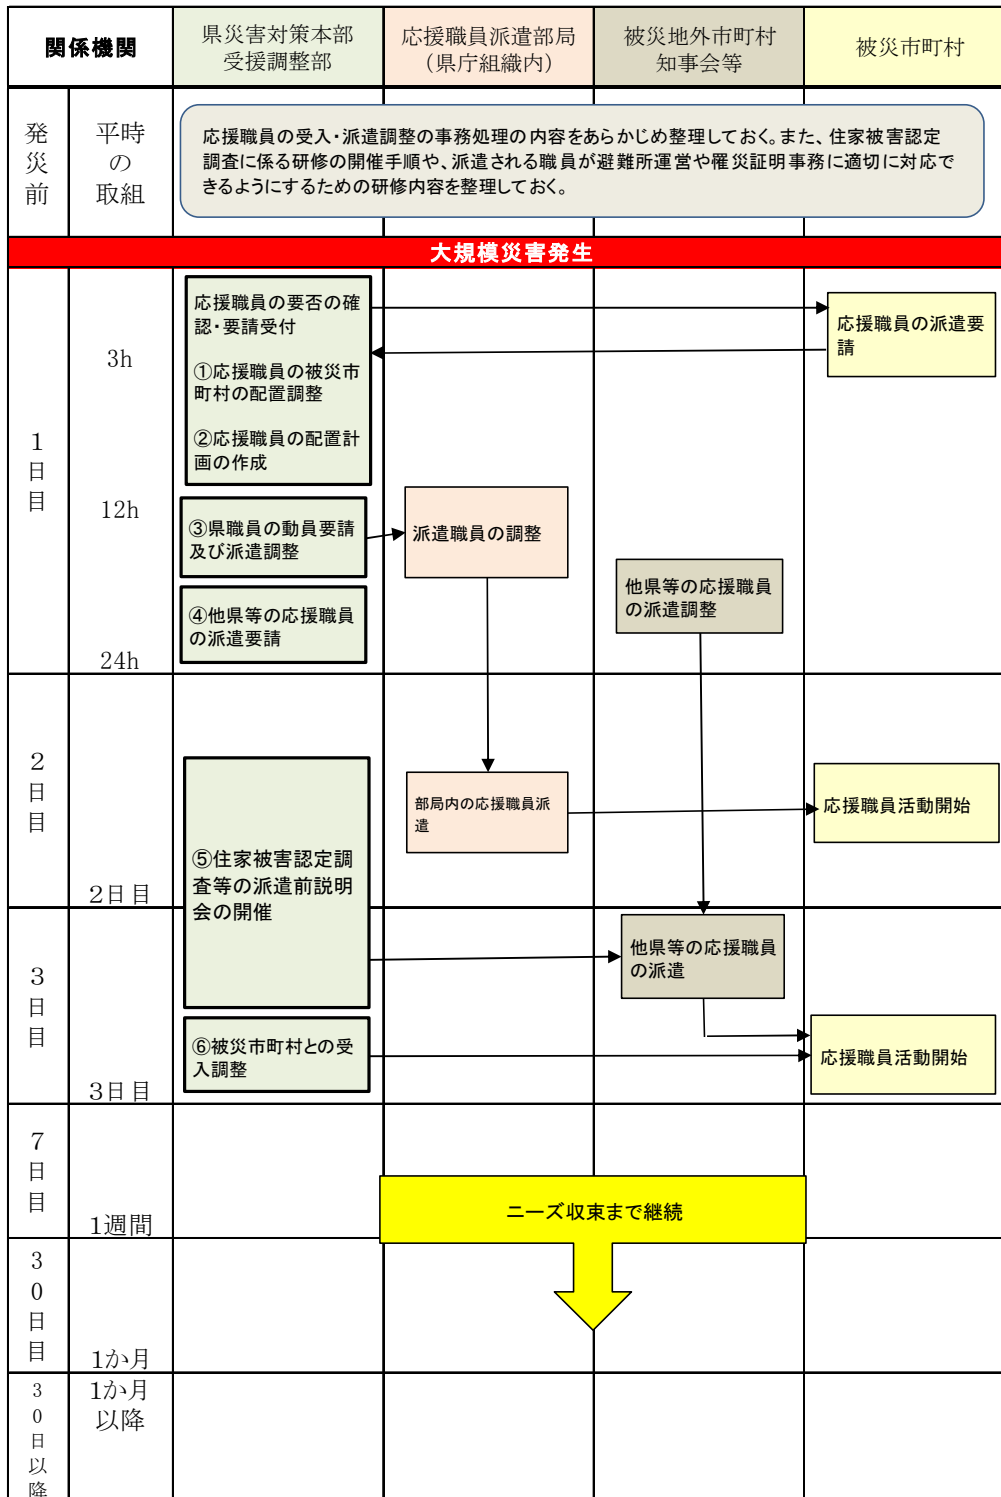 関係機関
県災害対策本部
受援調整部
応援職員派遣部局
（県庁組織内）
被災地外市町村
知事会等
被災市町村
発災前
平時
の
取組
応援職員の受入・派遣調整の事務処理の内容をあらかじめ整理しておく。また、住家被害認定
調査に係る研修の開催手順や、派遣される職員が避難所運営や罹災証明事務に適切に対応で
きるようにするための研修内容を整理しておく。
大規模災害発生
1日目
3h
12h
24h
応援職員の要否の確
認・要請受付
①応援職員の被災市
町村の配置調整
②応援職員の配置計
画の作成
応援職員の派遣要
請
③県職員の動員要請
及び派遣調整
派遣職員の調整
④他県等の応援職員
の派遣要請
他県等の応援職員
の派遣調整
2日目
2日目
部局内の応援職員派
遣
応援職員活動開始
⑤住家被害認定調
査等の派遣前説明
会の開催
3日目
3日目
他県等の応援職員
の派遣
⑥被災市町村との受
入調整
応援職員活動開始
7日目
1週間
ニーズ収束まで継続
30日目
1か月
30日以降
1か月
以降